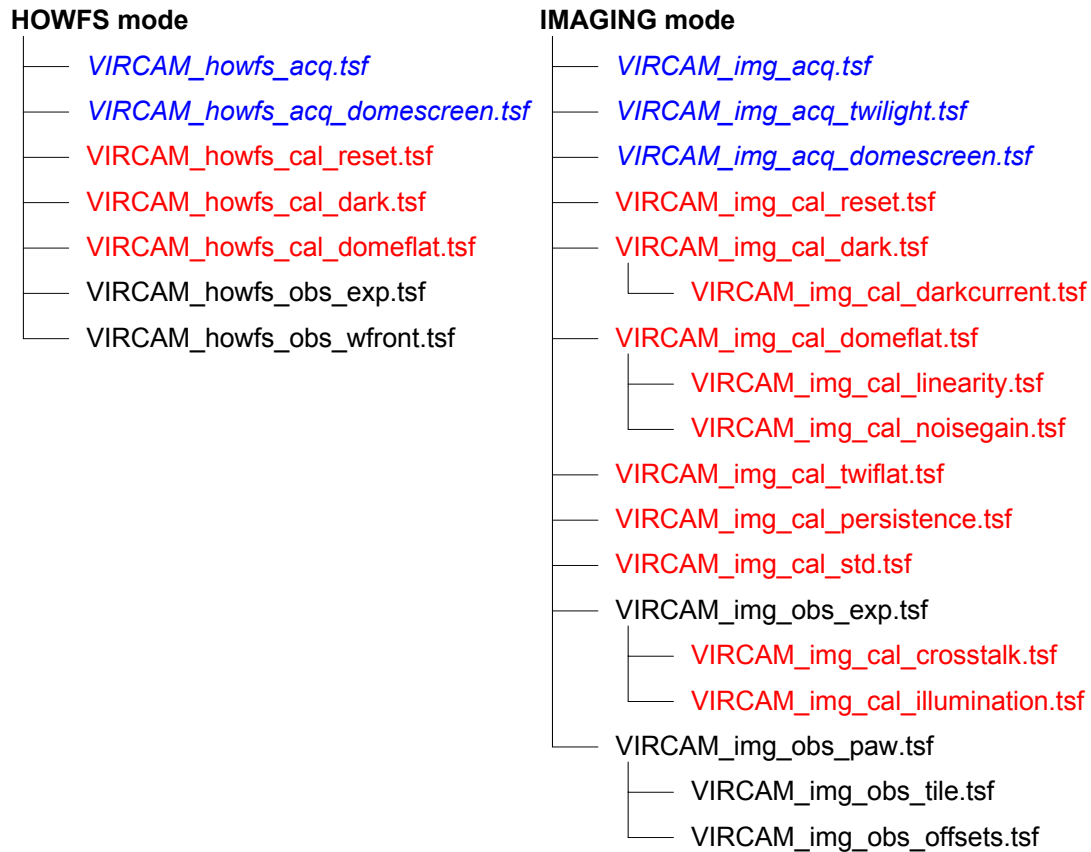 HOWFS mode
VIRCAM_howfs_acq.tsf
VIRCAM_howfs_acq_domescreen.tsf
VIRCAM_howfs_cal_reset.tsf
VIRCAM_howfs_cal_dark.tsf
VIRCAM_howfs_cal_domeflat.tsf
VIRCAM_howfs_obs_exp.tsf
VIRCAM_howfs_obs_wfront.tsf
IMAGING mode
VIRCAM_img_acq.tsf
VIRCAM_img_acq_twilight.tsf
VIRCAM_img_acq_domescreen.tsf
VIRCAM_img_cal_reset.tsf
VIRCAM_img_cal_dark.tsf
VIRCAM_img_cal_darkcurrent.tsf
VIRCAM_img_cal_domeflat.tsf
VIRCAM_img_cal_linearity.tsf
VIRCAM_img_cal_noisegain.tsf
VIRCAM_img_cal_twiflat.tsf
VIRCAM_img_cal_persistence.tsf
VIRCAM_img_cal_std.tsf
VIRCAM_img_obs_exp.tsf
VIRCAM_img_cal_crosstalk.tsf
VIRCAM_img_cal_illumination.tsf
VIRCAM_img_obs_paw.tsf
VIRCAM_img_obs_tile.tsf
VIRCAM_img_obs_offsets.tsf